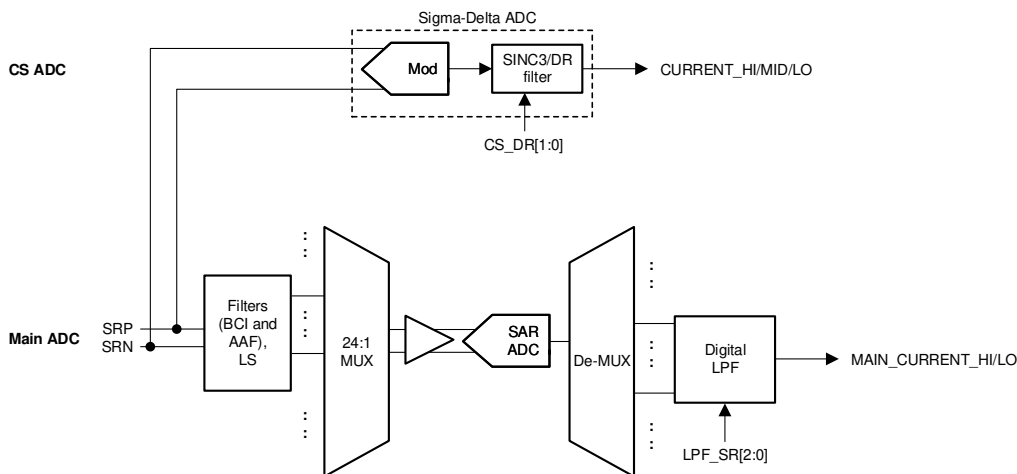 Sigma-Delta ADC
CS ADC
Mod
SINC3/DR
filter
CURRENT_HI/MID/LO
CS_DR[1:0]
Main ADC
SRP
SRN
Filters
(BCI and
AAF),
LS
24:1
MUX
SAR
ADC
De-MUX
Digital
LPF
MAIN_CURRENT_HI/LO
LPF_SR[2:0]